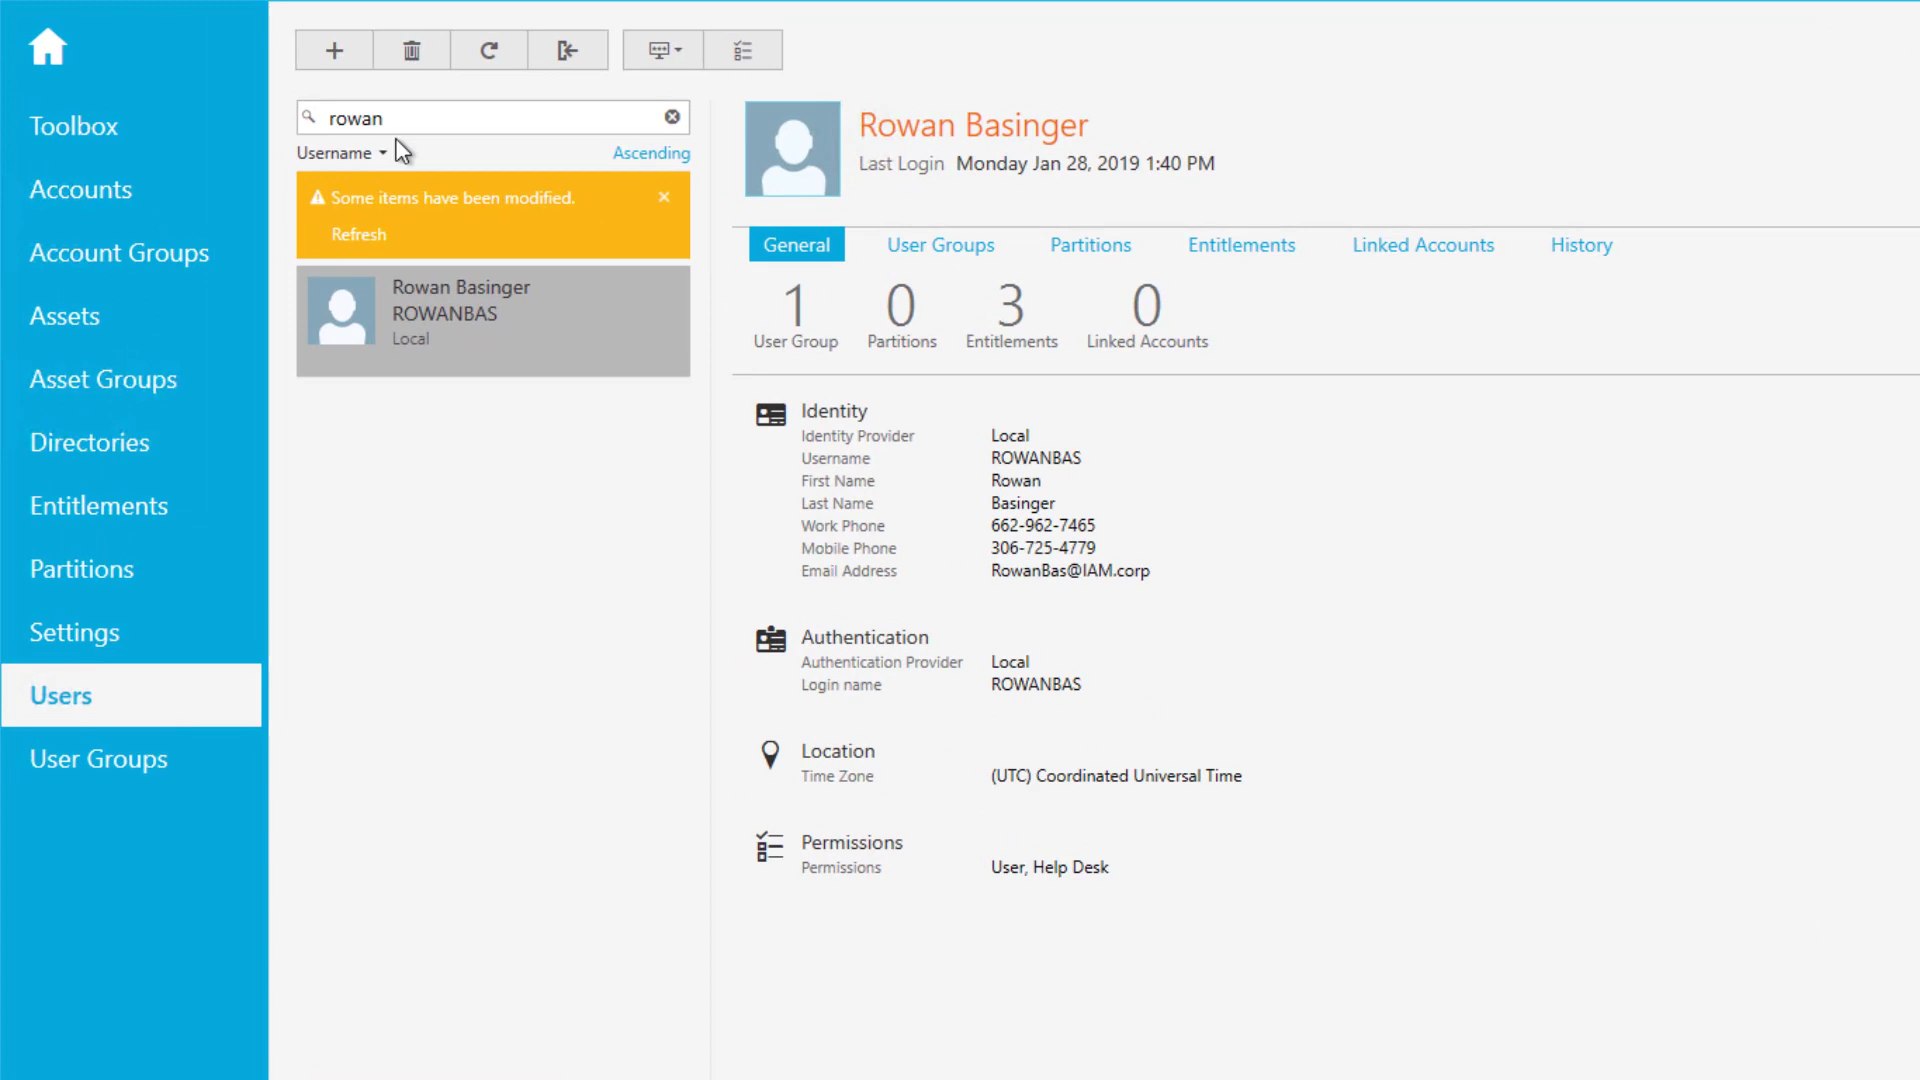 Toolbox
Accounts
Account Groups
Assets
Asset Groups
Directories
Entitlements
Partitions
Settings
Users
User Groups
rowan
Username Ascending
Some items have been modified.
Refresh
Rowan Basinger
ROWANBAS
Local
Rowan Basinger
Last Login Monday Jan 28, 2019 1:40 PM
General User Groups Partitions Entitlements Linked Accounts History
1 0 3 0
User Group Partitions Entitlements Linked Accounts
Identity
Identity Provider Local
Username ROWANBAS
First Name Rowan
Last Name Basinger
Work Phone 662-962-7465
Mobile Phone 306-725-4779
Email Address RowanBas@IAM.corp
Authentication
Authentication Provider Local
Login name ROWANBAS
Location
Time Zone (UTC) Coordinated Universal Time
Permissions
Permissions User, Help Desk